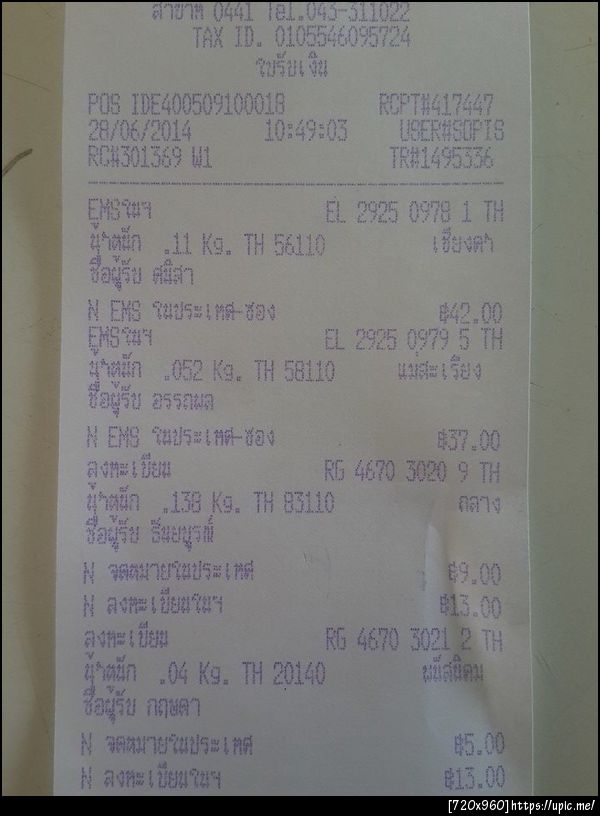 สาขาที่ 0441 Tel.043-311022
TAX ID. 0105546095724
ใบรับเงิน
POS IDE400509100018 RCPT#417447
28/06/2014 10:49:03 USER#SOPIS
RC#301369 W1 TR#1495336
EMSในฯ EL 2925 0978 1 TH
น้ำหนัก .11 Kg. TH 56110 เชียงคำ
ชื่อผู้รับ ศนิสา
N EMS ในประเทศ-ซอง ฿42.00
EMSในฯ EL 2925 0979 5 TH
น้ำหนัก .052 Kg. TH 58110 แม่สะเรียง
ชื่อผู้รับ อรรถผล
N EMS ในประเทศ-ซอง ฿37.00
ลงทะเบียน RG 4670 3020 9 TH
น้ำหนัก .138 Kg. TH 83110 ถลาง
ชื่อผู้รับ ธันยบูรณ์
N จดหมายในประเทศ ฿9.00
N ลงทะเบียนในฯ ฿13.00
ลงทะเบียน RG 4670 3021 2 TH
น้ำหนัก .04 Kg. TH 20140 พนัสนิคม
ชื่อผู้รับ กฤษดา
N จดหมายในประเทศ ฿5.00
N ลงทะเบียนในฯ ฿13.00
[720x960]https://upic.me/